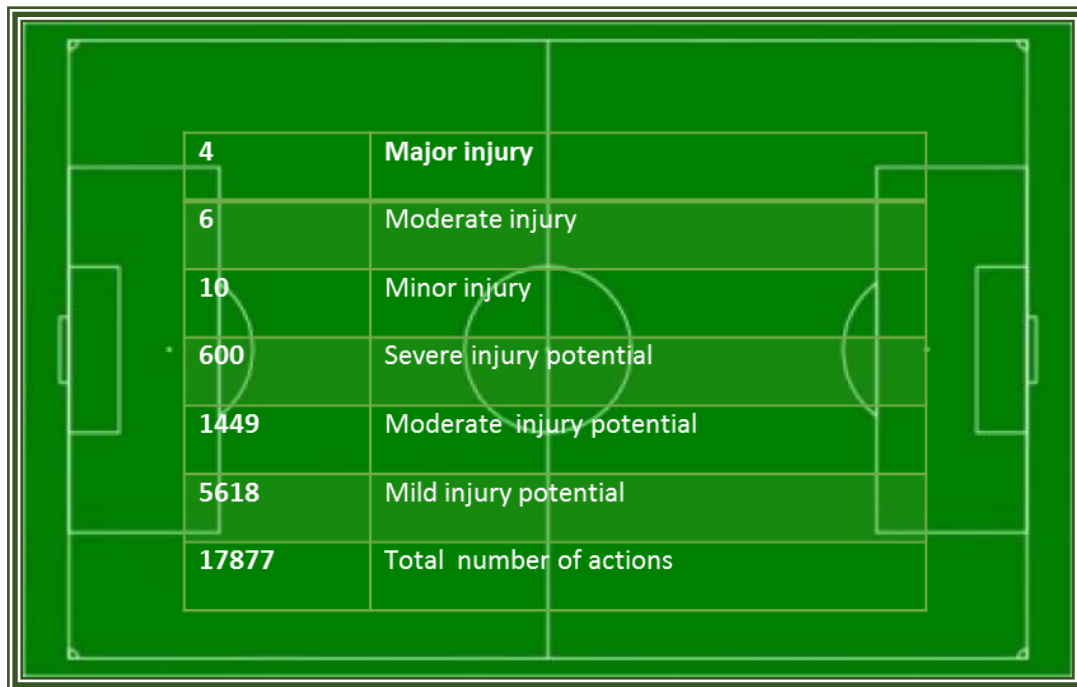 4 Major injury
6 Moderate injury
10 Minor injury
600 Severe injury potential
1449 Moderate  injury potential
5618 Mild injury potential
17877 Total  number of actions